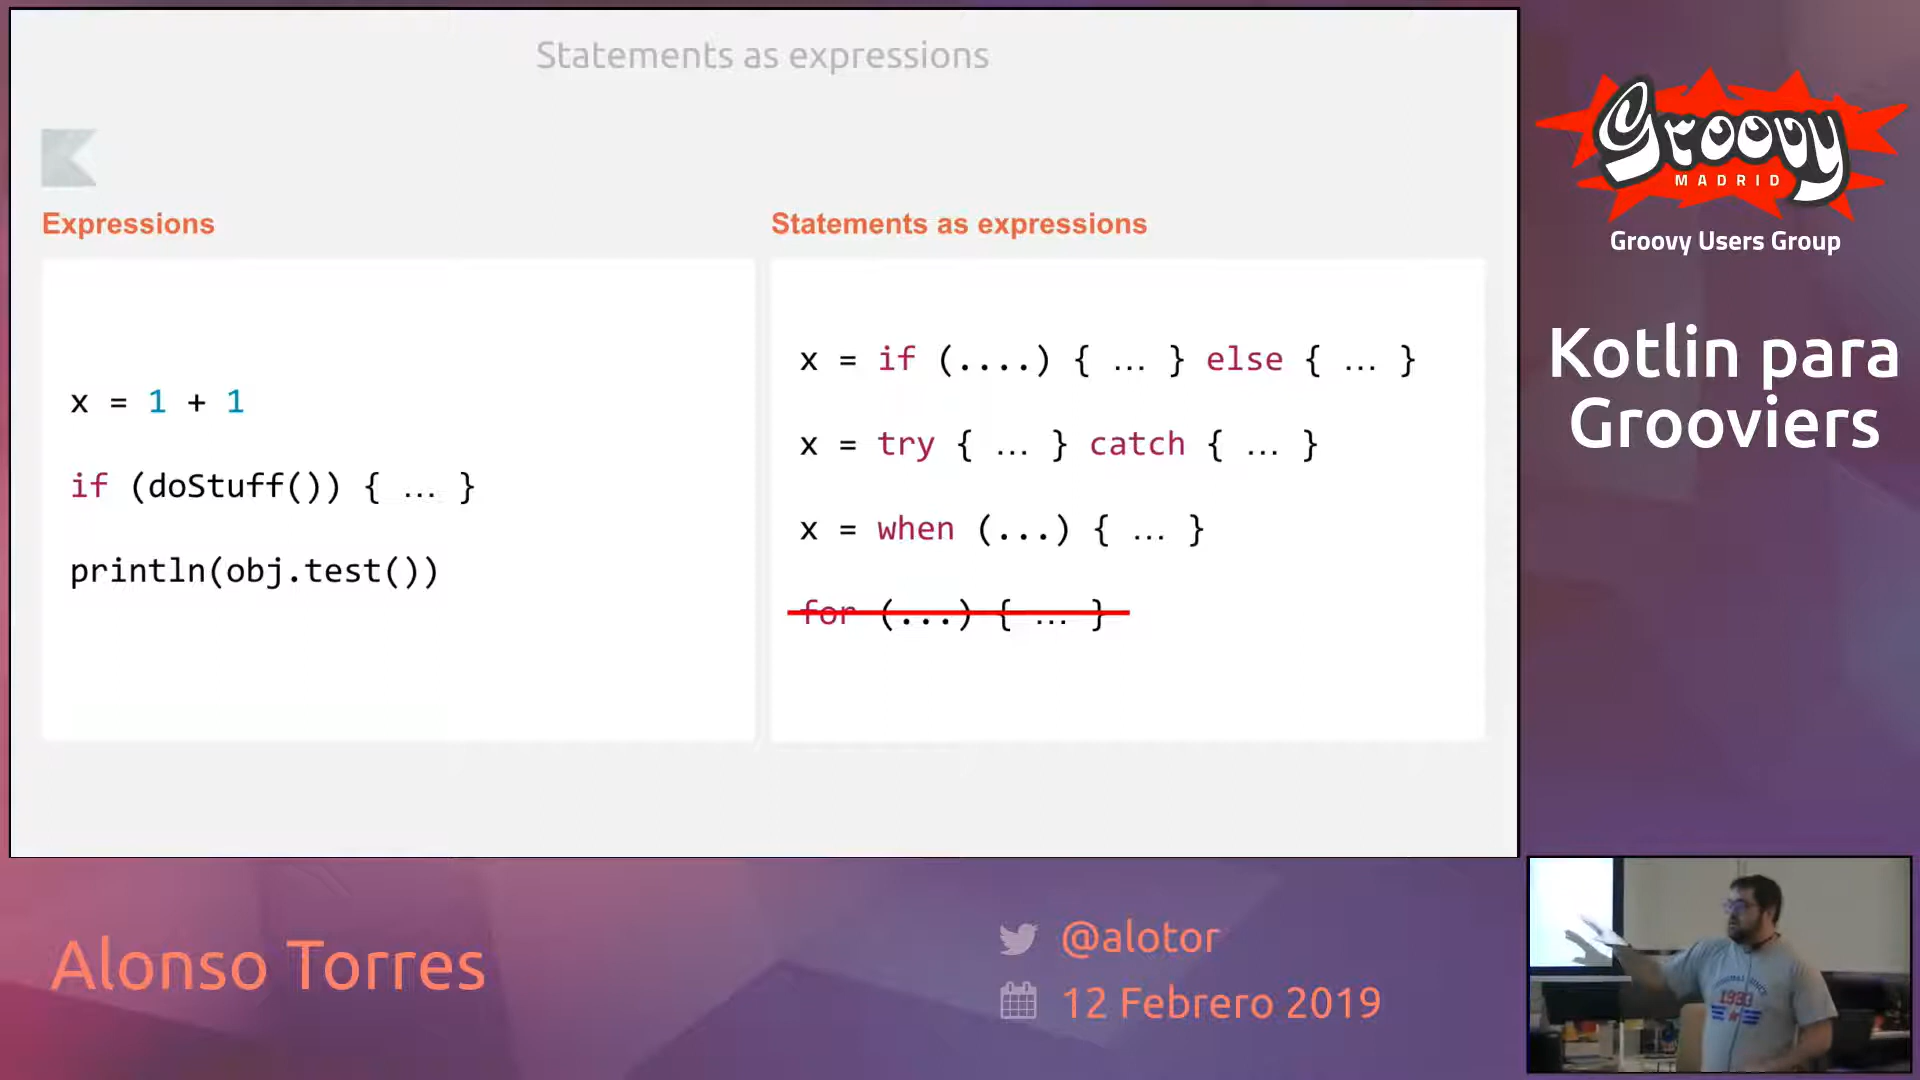 Statements as expressions
Expressions
x = 1 + 1
if (doStuff()) { … }
println(obj.test())
Statements as expressions
x = if (....) { … } else { … }
x = try { … } catch { … }
x = when (...) { … }
for (...) { … }
Groovy
MADRID
Groovy Users Group
Kotlin para
Grooviers
Alonso Torres
@alotor
12 Febrero 2019
1993